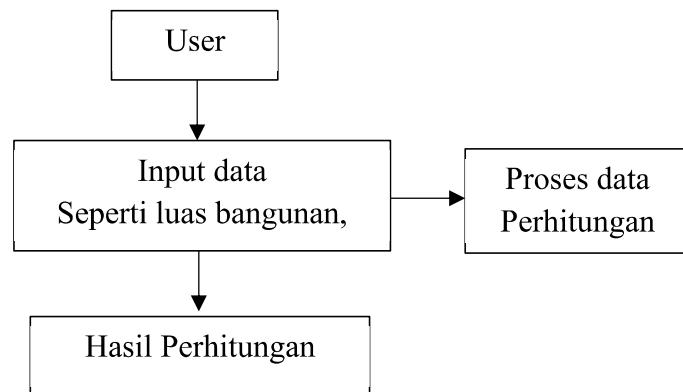 User
Input data
Seperti luas bangunan,
Proses data
Perhitungan
Hasil Perhitungan